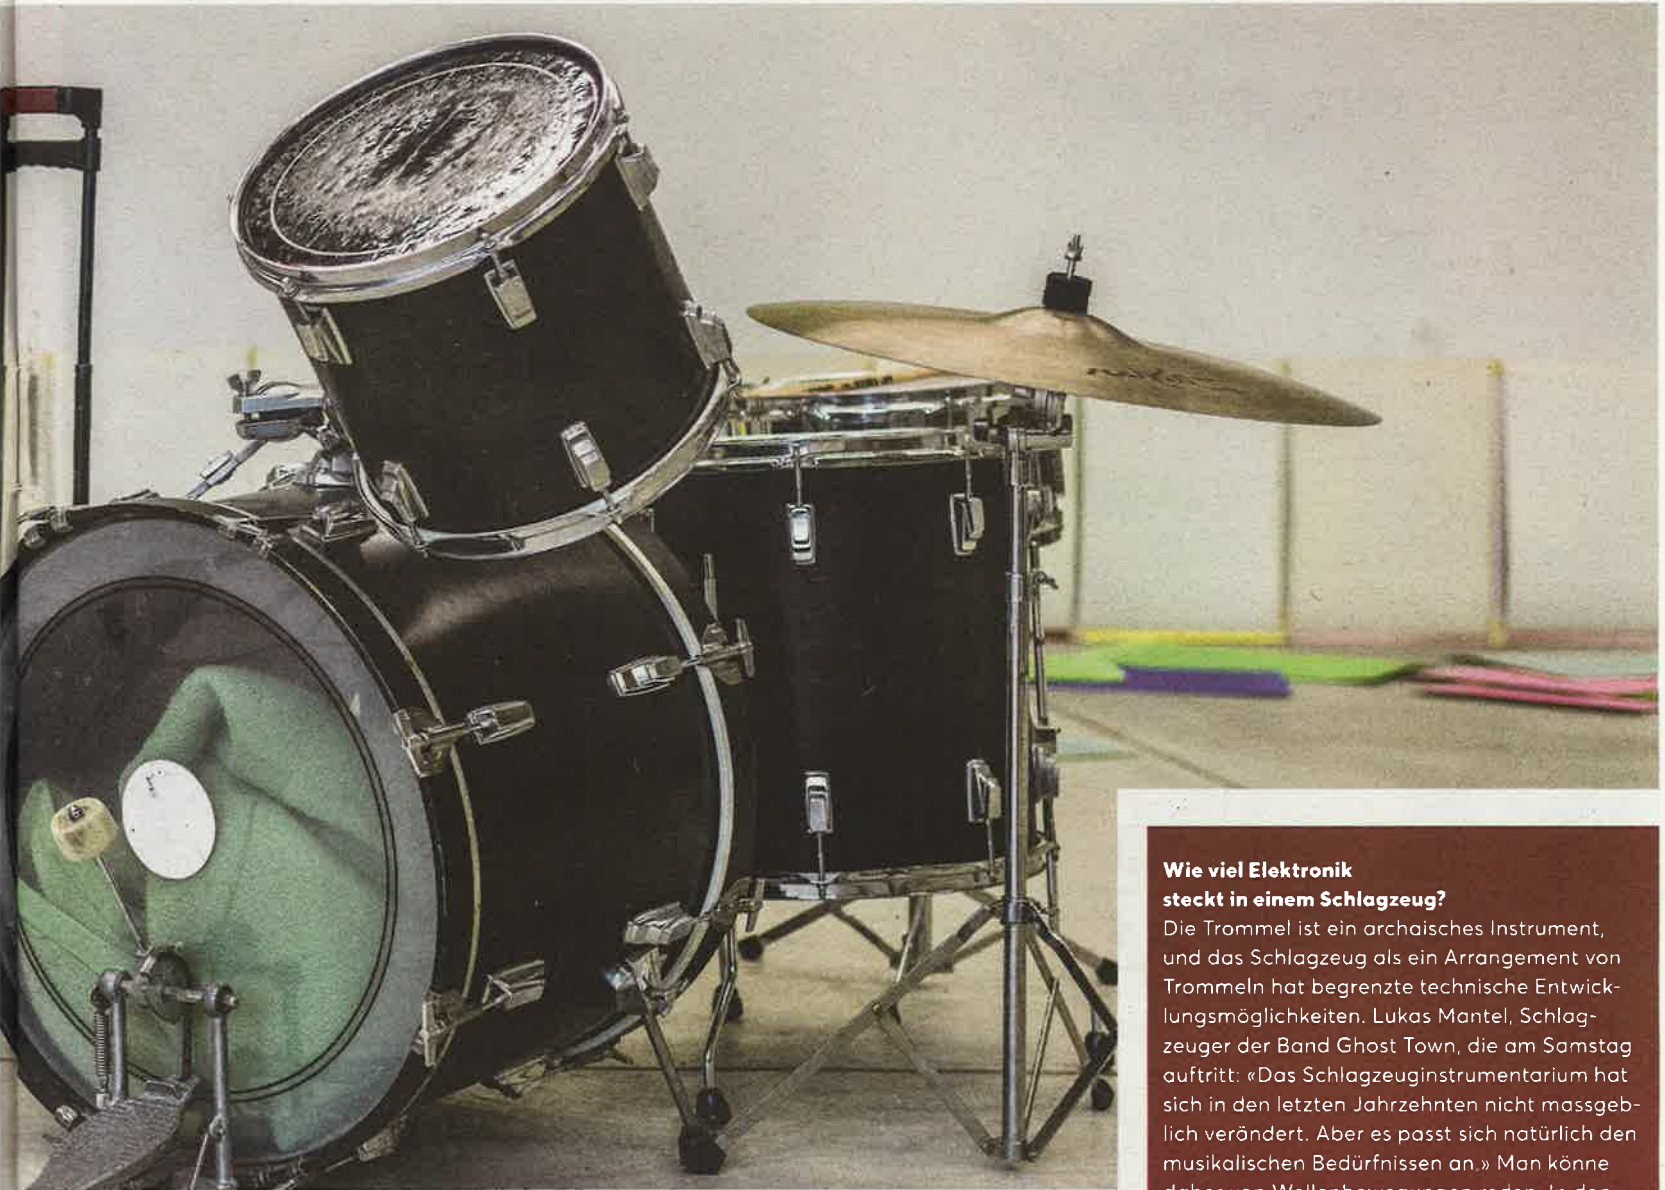 Wie viel Elektronik
steckt in einem Schlagzeug?
Die Trommel ist ein archaisches Instrument,
und das Schlagzeug als ein Arrangement von
Trommeln hat begrenzte technische Entwick-
lungsmöglichkeiten. Lukas Mantel, Schlag-
zeuger der Band Ghost Town, die am Samstag
auftritt: «Das Schlagzeuginstrumentarium hat
sich in den letzten Jahrzehnten nicht massgeb-
lich verändert. Aber es passt sich natürlich den
musikalischen Bedürfnissen an.» Man könne